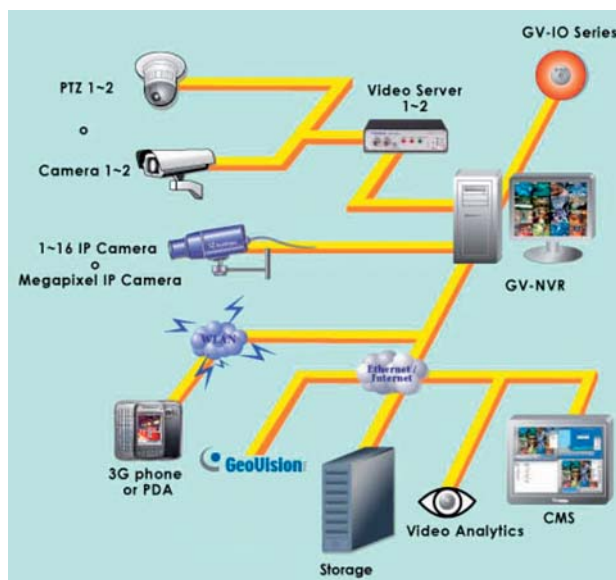 GV-IO Series
PTZ 1~2
Video Server
1~2
o
Camera 1~2
1~16 IP Camera
o
Megapixel IP Camera
GV-NVR
WLAN
Ethernet /
Internet
3G phone
or PDA
GeoVision
Video Analytics
CMS
Storage